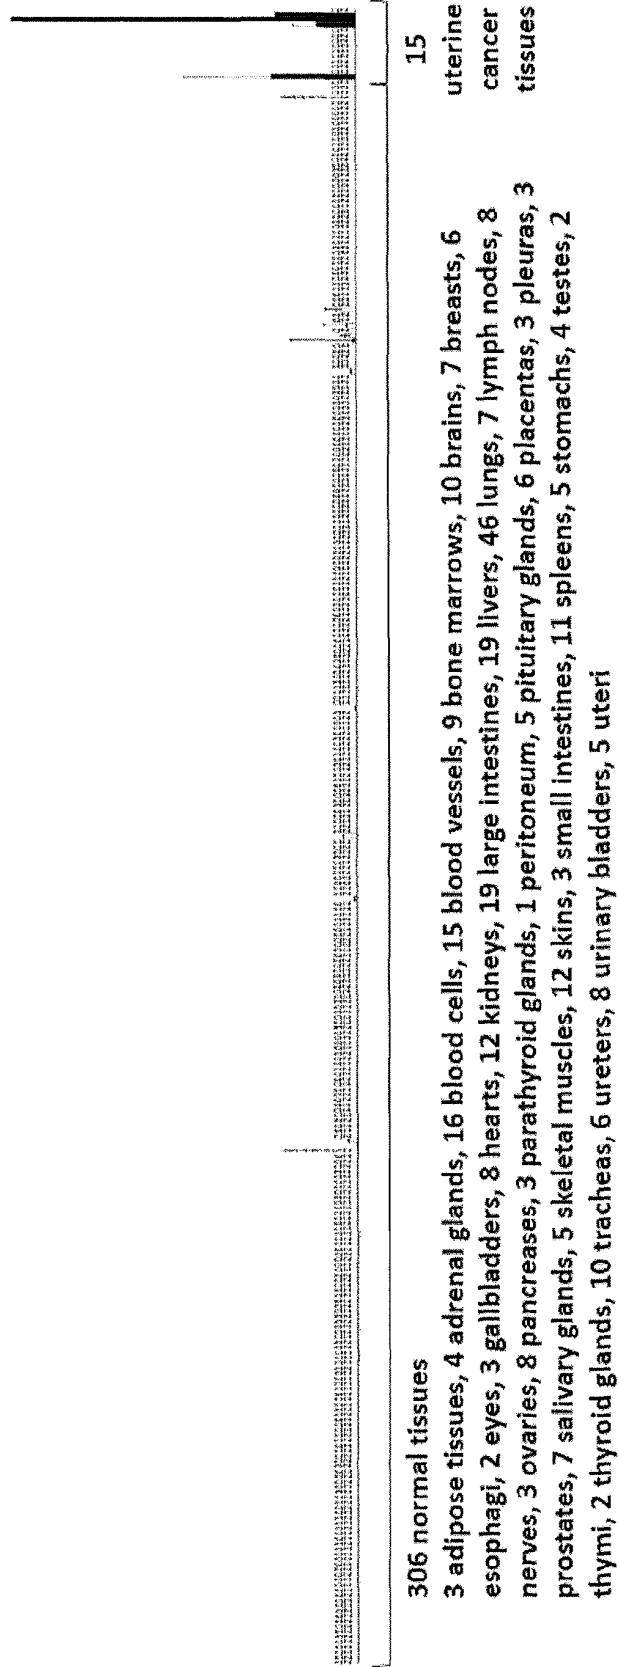 306 normal tissues
3 adipose tissues, 4 adrenal glands, 16 blood cells, 15 blood vessels, 9 bone marrows, 10 brains, 7 breasts, 6
esophagi, 2 eyes, 3 gallbladders, 8 hearts, 12 kidneys, 19 large intestines, 19 livers, 46 lungs, 7 lymph nodes, 8
nerves, 3 ovaries, 8 pancreases, 3 parathyroid glands, 1 peritoneum, 5 pituitary glands, 6 placentas, 3 pleuras, 3
prostates, 7 salivary glands, 5 skeletal muscles, 12 skins, 3 small intestines, 11 spleens, 5 stomachs, 4 testes, 2
thymi, 2 thyroid glands, 10 tracheas, 6 ureters, 8 urinary bladders, 5 uteri
15
uterine
cancer
tissues